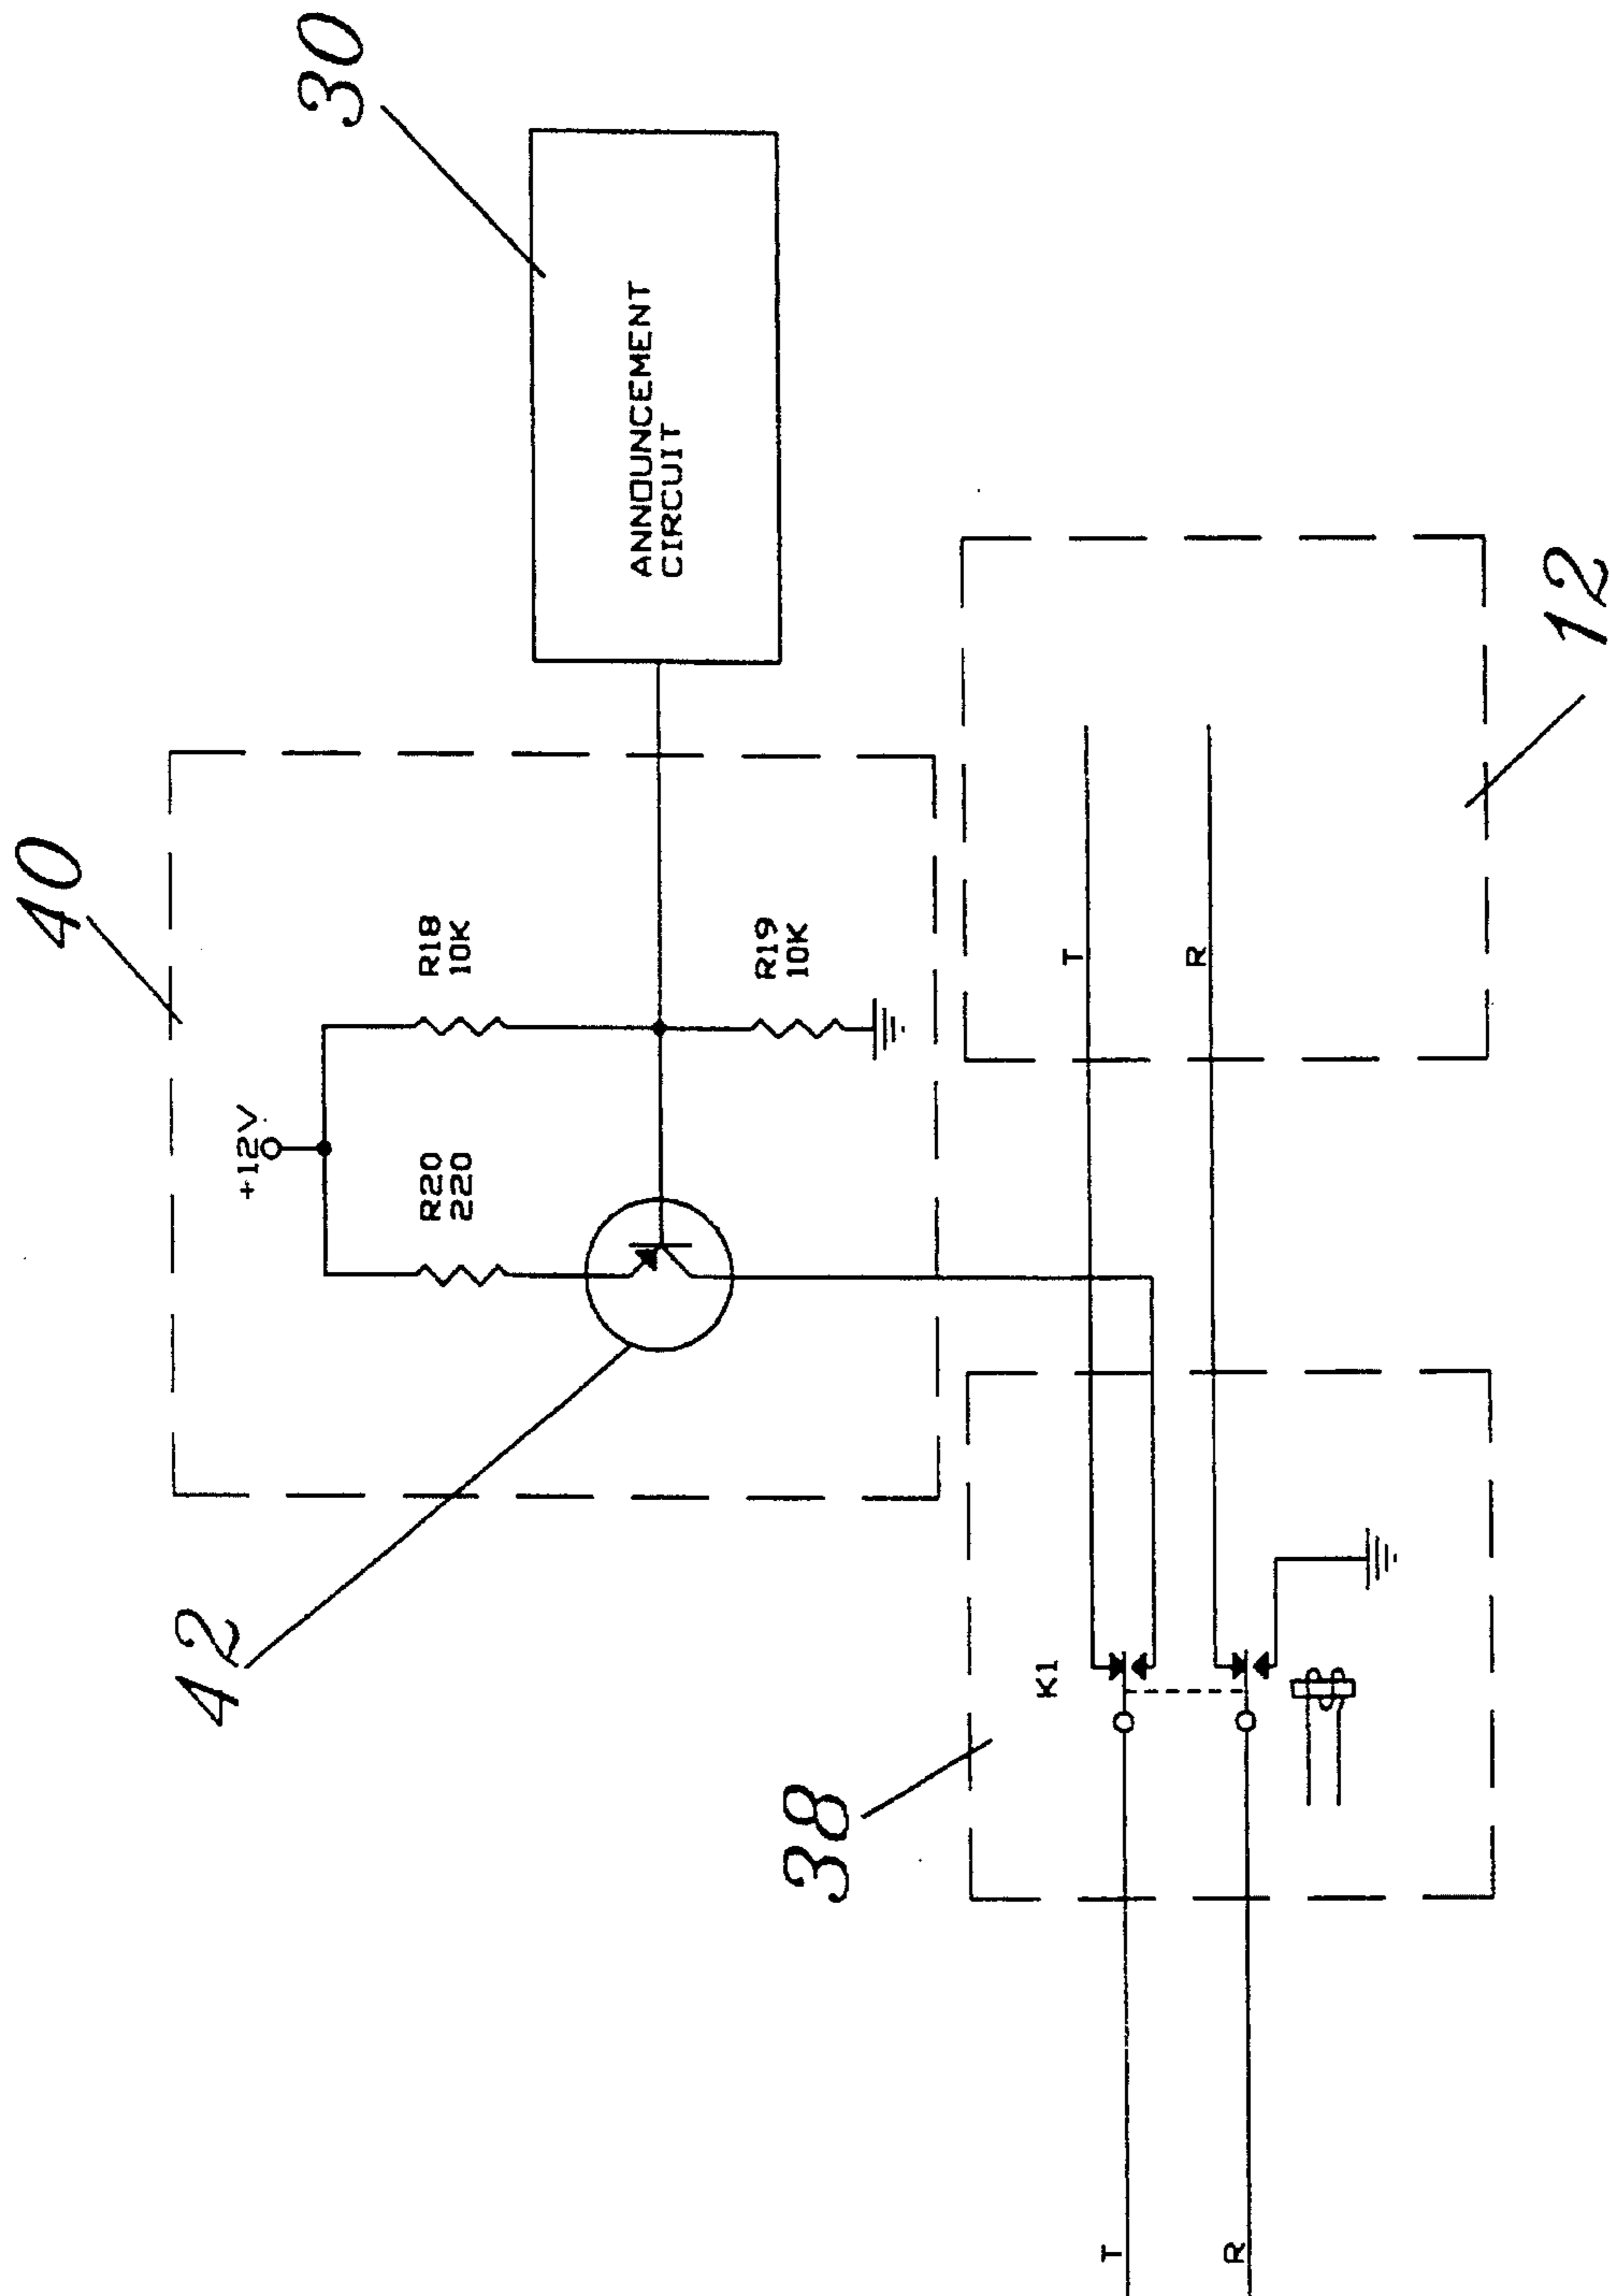 30
ANNOUNCEMENT
CIRCUIT
40
+12V
R18
10K
R20
220
R19
10K
42
T
R
12
38
K1
T
R